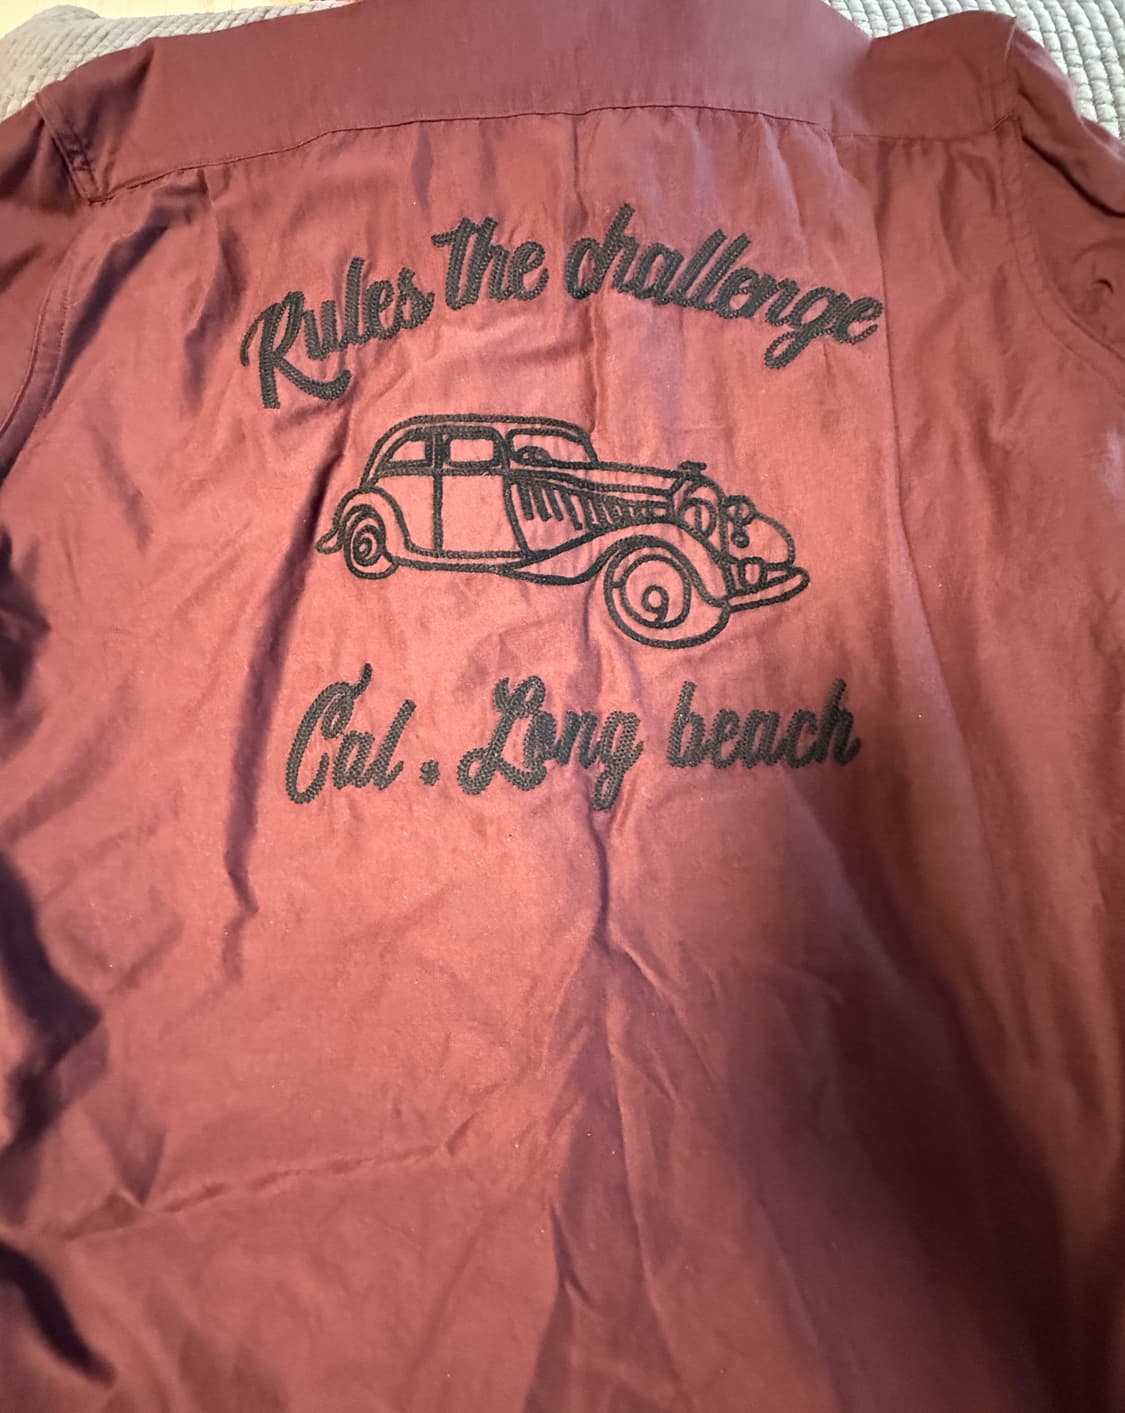 Rules the challenge
Cal. Long beach